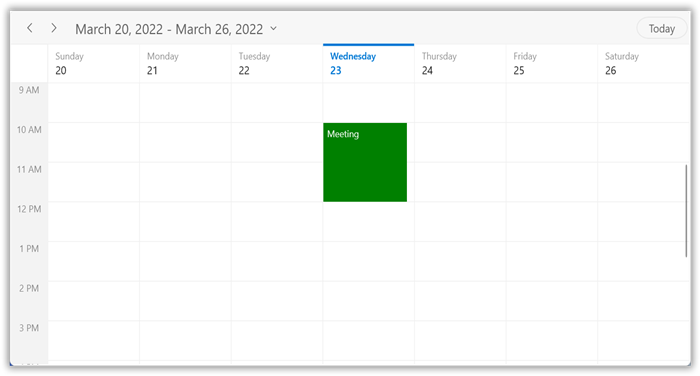 March 20, 2022 - March 26, 2022 Today
Sunday Monday Tuesday Wednesday Thursday Friday Saturday
20 21 22 23 24 25 26
9 AM
10 AM
Meeting
11 AM
12 PM
1 PM
2 PM
3 PM